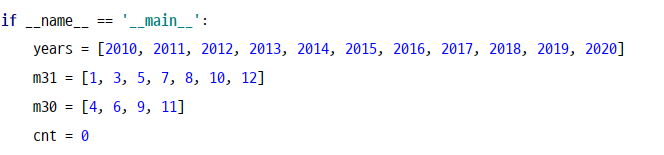 if __name__ == '__main__':
    years = [2010, 2011, 2012, 2013, 2014, 2015, 2016, 2017, 2018, 2019, 2020]
    m31 = [1, 3, 5, 7, 8, 10, 12]
    m30 = [4, 6, 9, 11]
    cnt = 0